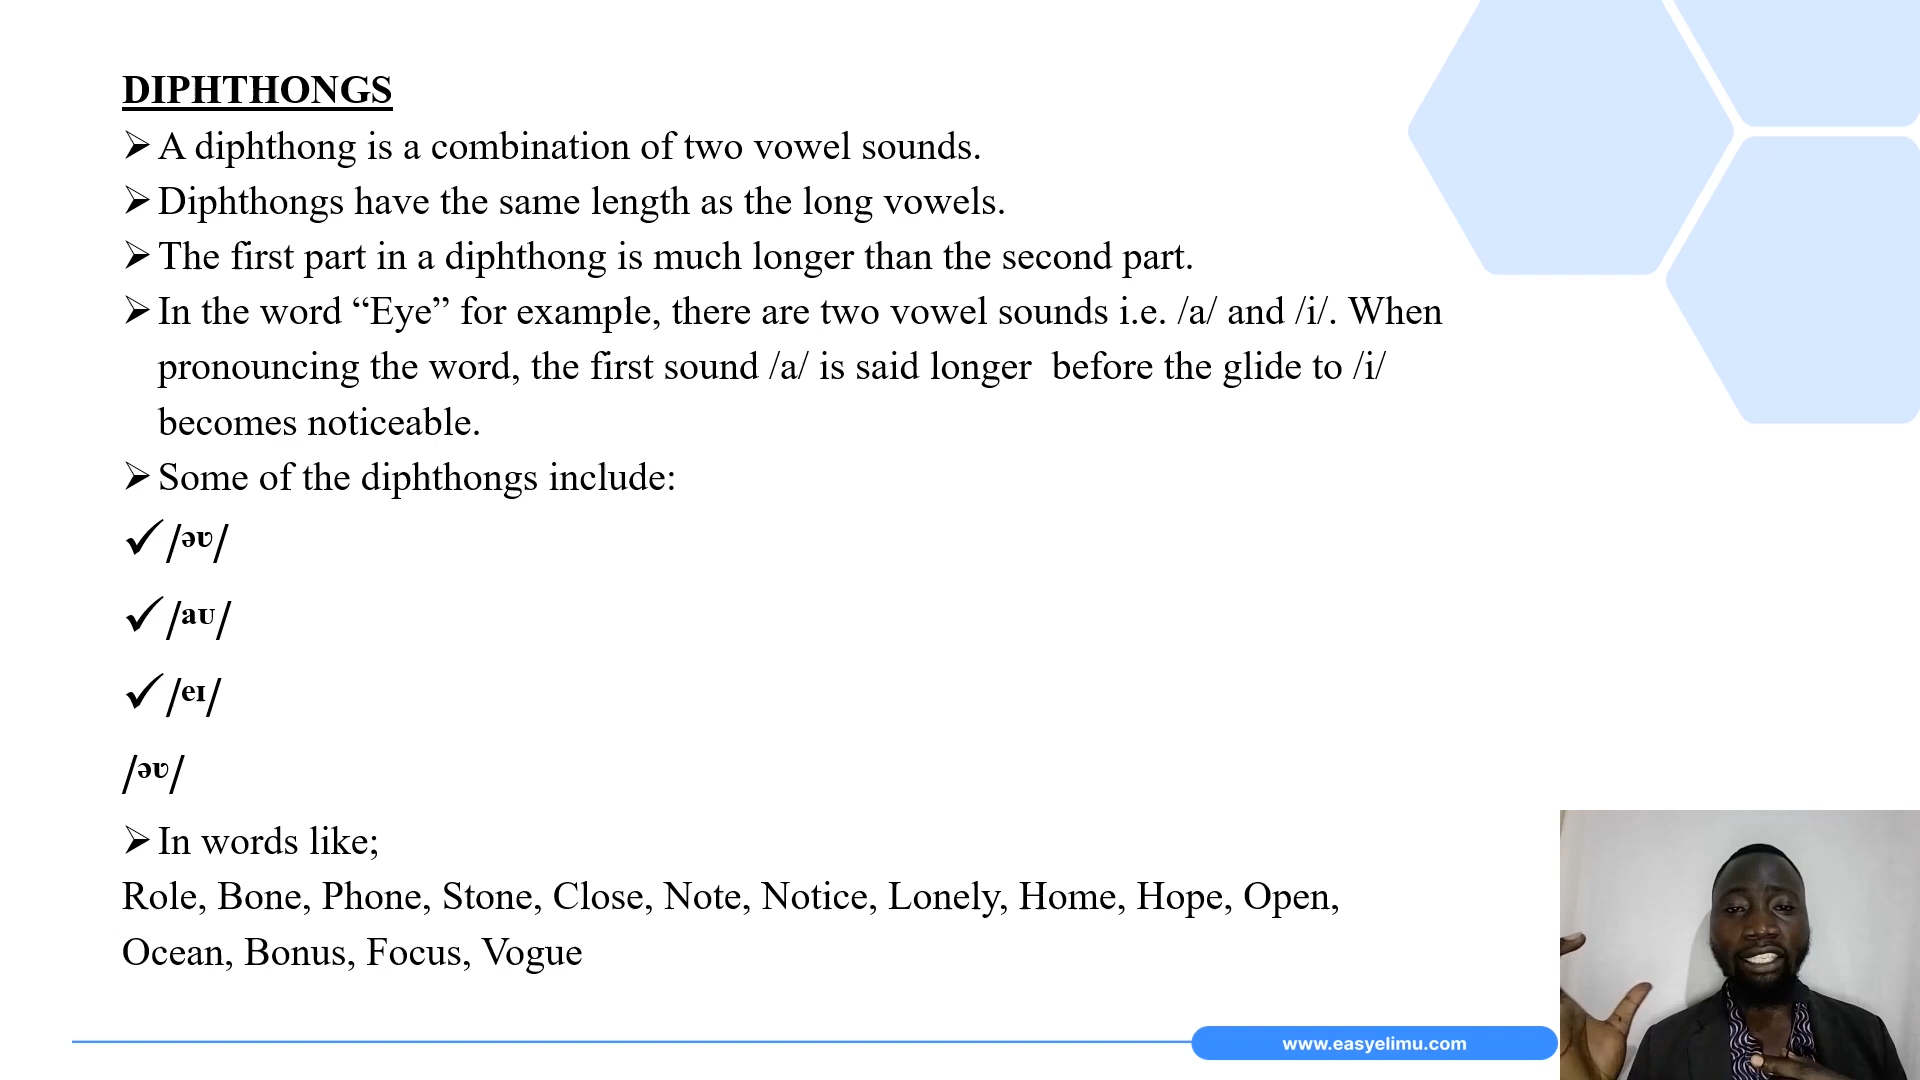 DIPHTHONGS
➢ A diphthong is a combination of two vowel sounds.
➢ Diphthongs have the same length as the long vowels.
➢ The first part in a diphthong is much longer than the second part.
➢ In the word “Eye” for example, there are two vowel sounds i.e. /a/ and /i/. When
pronouncing the word, the first sound /a/ is said longer before the glide to /i/
becomes noticeable.
➢ Some of the diphthongs include:
✓ /əʋ/
✓ /aʊ/
✓ /eɪ/
/əʋ/
➢ In words like;
Role, Bone, Phone, Stone, Close, Note, Notice, Lonely, Home, Hope, Open,
Ocean, Bonus, Focus, Vogue
www.easyelimu.com